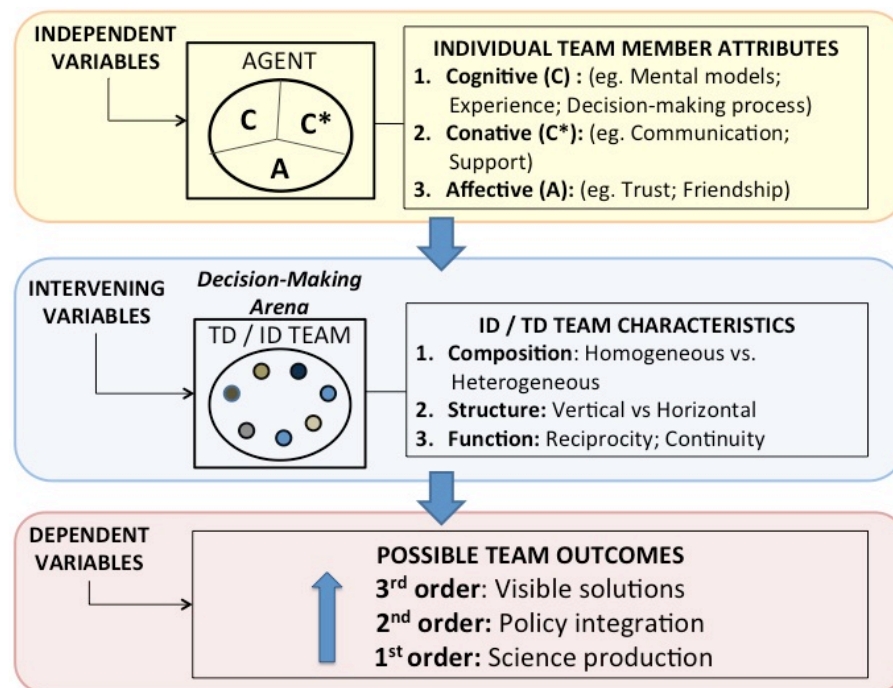 INDEPENDENT
VARIABLES
AGENT
C
C*
A
INDIVIDUAL TEAM MEMBER ATTRIBUTES
1. Cognitive (C) : (eg. Mental models;
Experience; Decision-making process)
2. Conative (C*): (eg. Communication;
Support)
3. Affective (A): (eg. Trust; Friendship)
INTERVENING
VARIABLES
Decision-Making
Arena
TD / ID TEAM
ID / TD TEAM CHARACTERISTICS
1. Composition: Homogeneous vs.
Heterogeneous
2. Structure: Vertical vs Horizontal
3. Function: Reciprocity; Continuity
DEPENDENT
VARIABLES
POSSIBLE TEAM OUTCOMES
3rd order: Visible solutions
2nd order: Policy integration
1st order: Science production